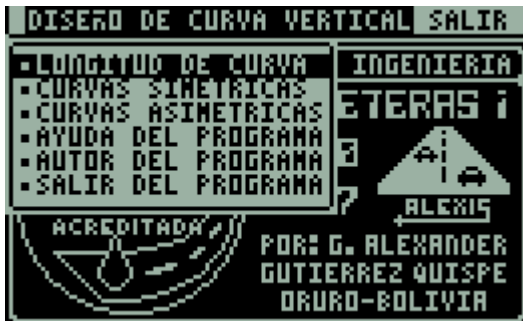 DISEÑO DE CURVA VERTICAL SALIR
LONGITUD DE CURVA
CURVAS SIMETRICAS
CURVAS ASIMETRICAS
AYUDA DEL PROGRAMA
AUTOR DEL PROGRAMA
SALIR DEL PROGRAMA
INGENIERIA
ETERAS i
ALEXIS
ACREDITADA
POR: G. ALEXANDER
GUTIERREZ QUISPE
ORURO-BOLIVIA